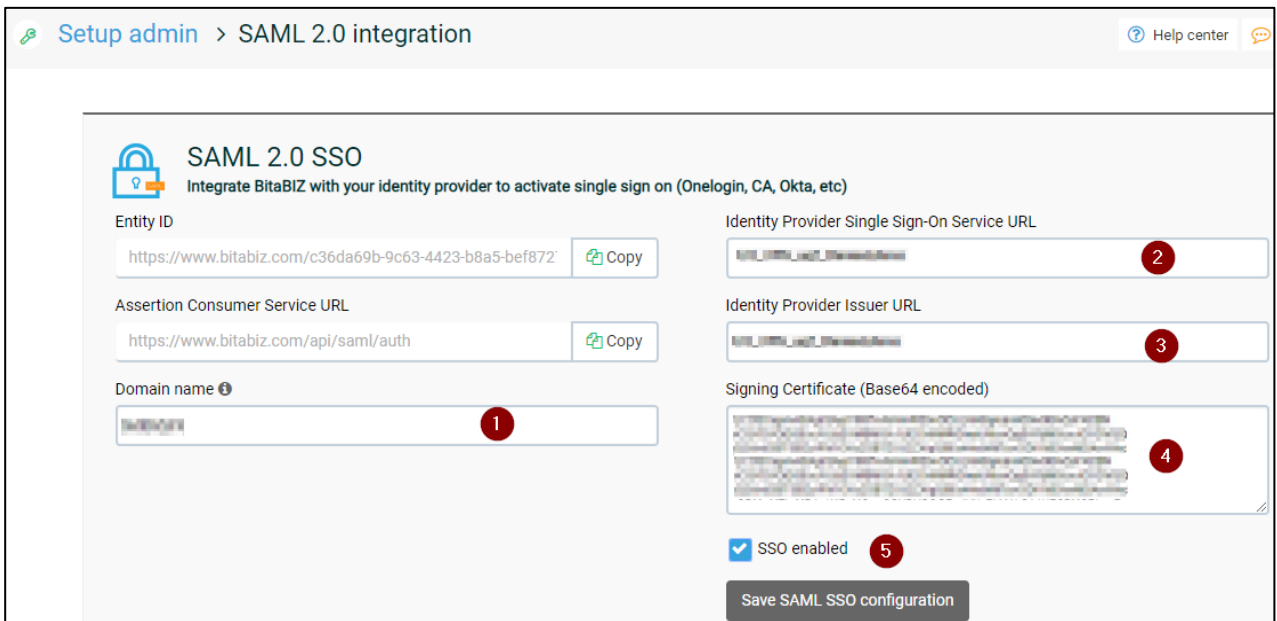 Setup admin > SAML 2.0 integration
Help center
SAML 2.0 SSO
Integrate BitaBIZ with your identity provider to activate single sign on (Onelogin, CA, Okta, etc)
Entity ID
https://www.bitabiz.com/c36da69b-9c63-4423-b8a5-bef872
Copy
Assertion Consumer Service URL
https://www.bitabiz.com/api/saml/auth
Copy
Domain name
1
Identity Provider Single Sign-On Service URL
2
Identity Provider Issuer URL
3
Signing Certificate (Base64 encoded)
4
SSO enabled
5
Save SAML SSO configuration